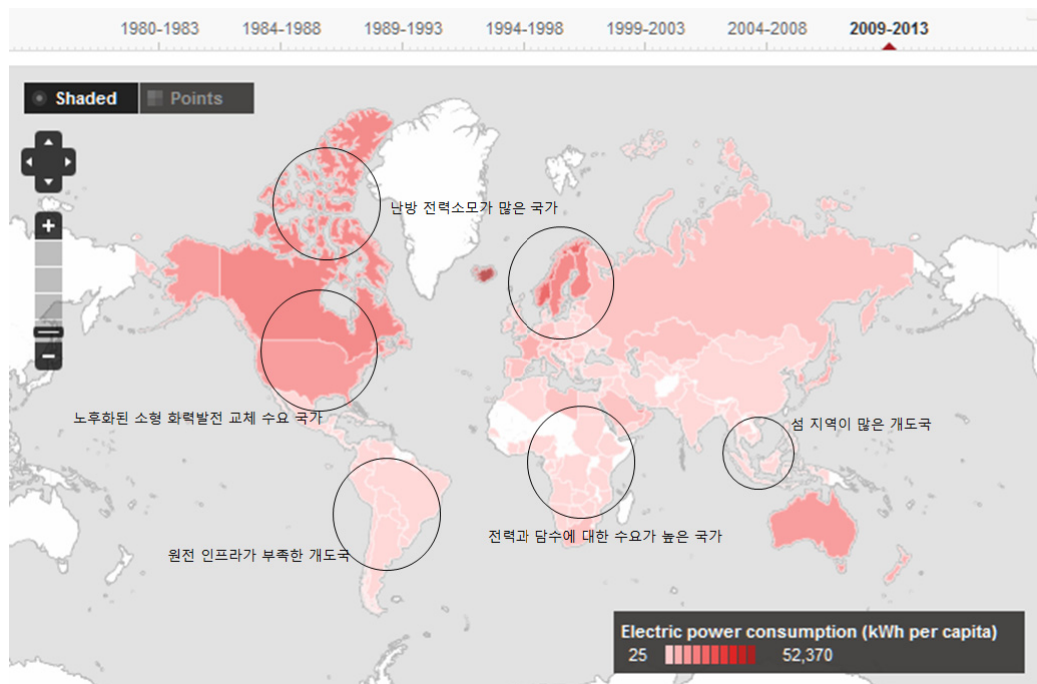 1980-1983 1984-1988 1989-1993 1994-1998 1999-2003 2004-2008 2009-2013
Shaded Points
난방 전력소모가 많은 국가
노후화된 소형 화력발전 교체 수요 국가
섬 지역이 많은 개도국
전력과 담수에 대한 수요가 높은 국가
원전 인프라가 부족한 개도국
Electric power consumption (kWh per capita)
25 52,370